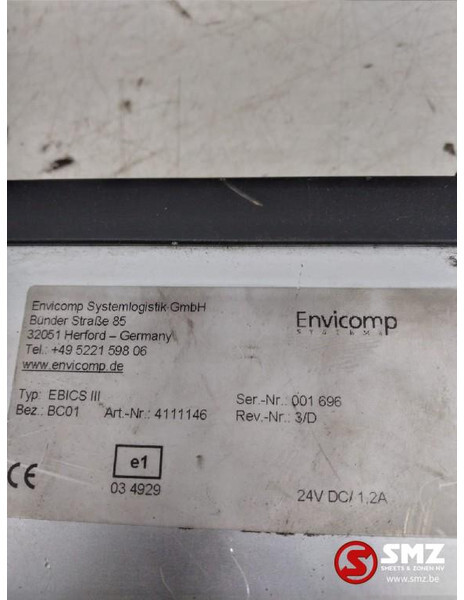 Envicomp Systemlogistik GmbH
Bünder Straße 85
32051 Herford – Germany
Tel.: +49 5221 598 06
www.envicomp.de
Envicomp
SYSTEMS
Typ: EBICS III
Bez.: BC01 Art.-Nr.: 4111146
Ser.-Nr.: 001 696
Rev.-Nr.: 3/D
CE
e1
03 4929
24V DC/ 1,2A
SMZ
SMEETS & ZONEN NV
www.smz.be